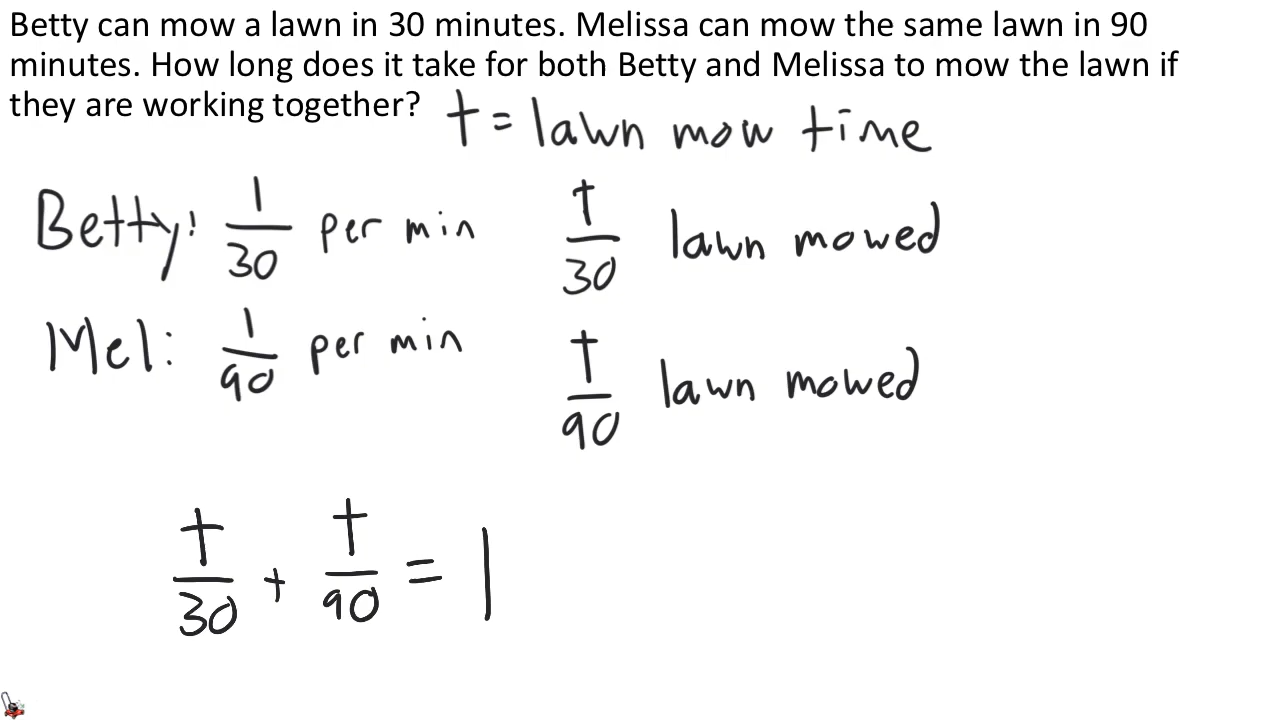 Betty can mow a lawn in 30 minutes. Melissa can mow the same lawn in 90
minutes. How long does it take for both Betty and Melissa to mow the lawn if
they are working together?
t = lawn mow time
Betty: 1/30 per min t/30 lawn mowed
Mel: 1/90 per min t/90 lawn mowed
t/30 + t/90 = 1